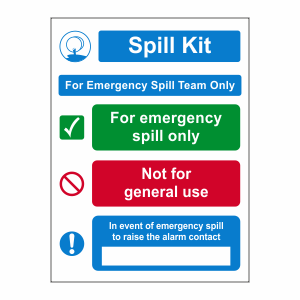 Spill Kit
For Emergency Spill Team Only
For emergency
spill only
Not for
general use
In event of emergency spill
to raise the alarm contact